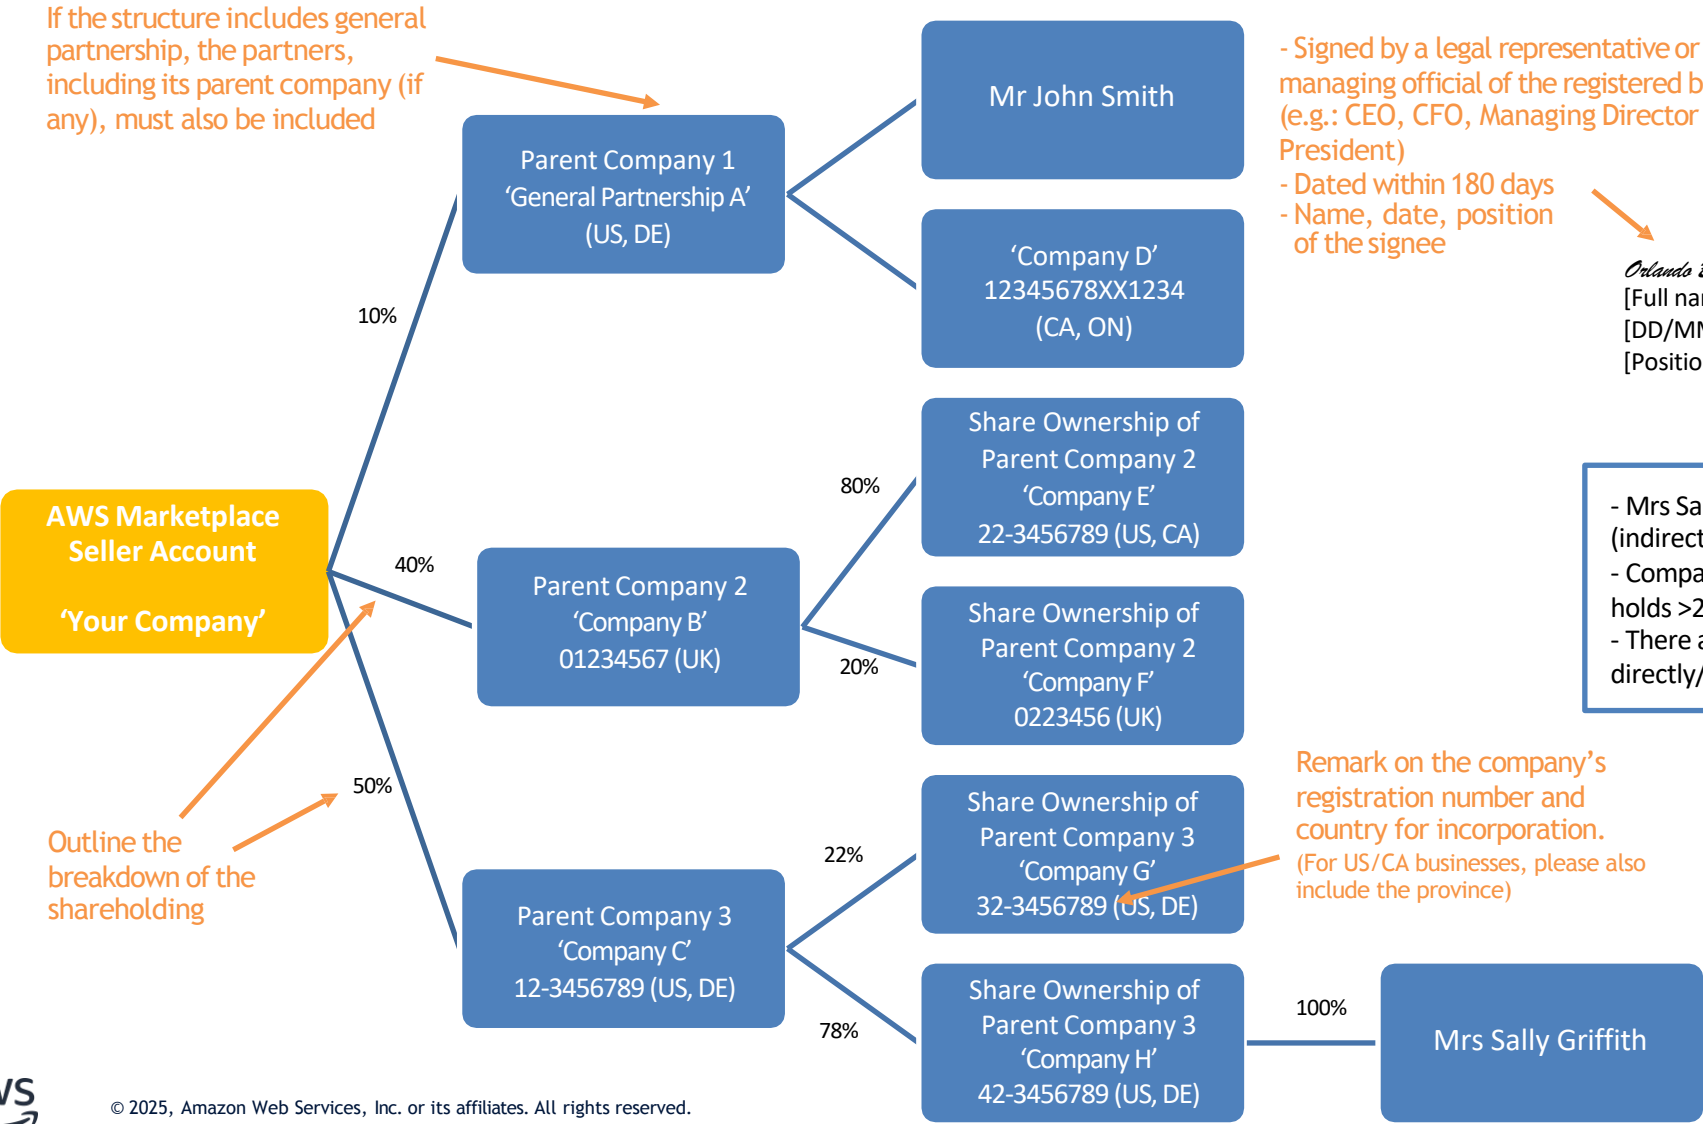 If the structure includes general
partnership, the partners,
including its parent company (if
any), must also be included
Mr John Smith
- Signed by a legal representative or
managing official of the registered
(e.g.: CEO, CFO, Managing Director
President)
- Dated within 180 days
- Name, date, position
of the signee
Parent Company 1
‘General Partnership A’
(US, DE)
‘Company D’
12345678XX1234
(CA, ON)
Orlando
[Full
[DD/
10%
Share Ownership of
Parent Company 2
‘Company E’
22-3456789 (US, CA)
80%
AWS Marketplace
Seller Account
‘Your Company’
40%
Parent Company 2
‘Company B’
01234567 (UK)
20%
Share Ownership of
Parent Company 2
‘Company F’
0223456 (UK)
- Mrs
- 
holds
- There
directly/
50%
Outline the
breakdown of the
shareholding
Remark on the company’s
registration number and
country for incorporation.
(For US/CA businesses, please also
include the province)
22%
Share Ownership of
Parent Company 3
‘Company G’
32-3456789 (US, DE)
Parent Company 3
‘Company C’
12-3456789 (US, DE)
78%
Share Ownership of
Parent Company 3
‘Company H’
42-3456789 (US, DE)
100%
Mrs Sally Griffith
© 2025, Amazon Web Services, Inc. or its affiliates. All rights reserved.